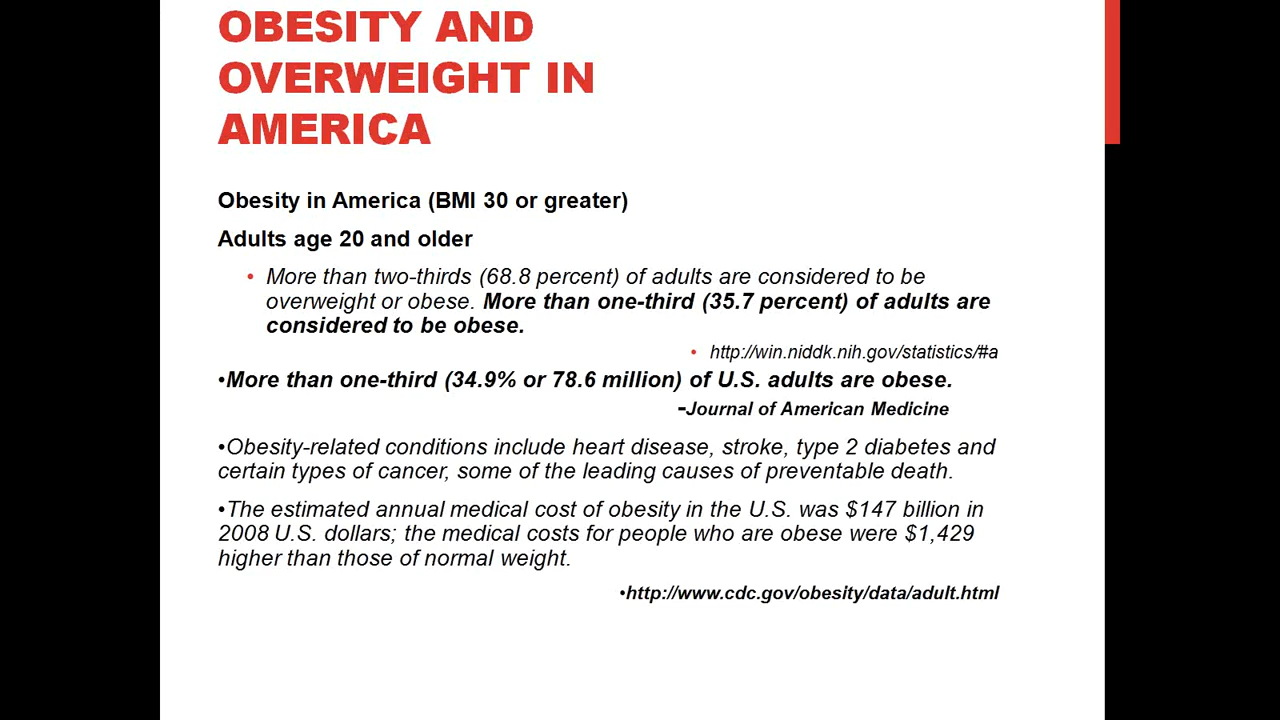 OBESITY AND
OVERWEIGHT IN
AMERICA
Obesity in America (BMI 30 or greater)
Adults age 20 and older
• More than two-thirds (68.8 percent) of adults are considered to be
overweight or obese. More than one-third (35.7 percent) of adults are
considered to be obese.
• http://win.niddk.nih.gov/statistics/#a
•More than one-third (34.9% or 78.6 million) of U.S. adults are obese.
-Journal of American Medicine
•Obesity-related conditions include heart disease, stroke, type 2 diabetes and
certain types of cancer, some of the leading causes of preventable death.
•The estimated annual medical cost of obesity in the U.S. was $147 billion in
2008 U.S. dollars; the medical costs for people who are obese were $1,429
higher than those of normal weight.
•http://www.cdc.gov/obesity/data/adult.html